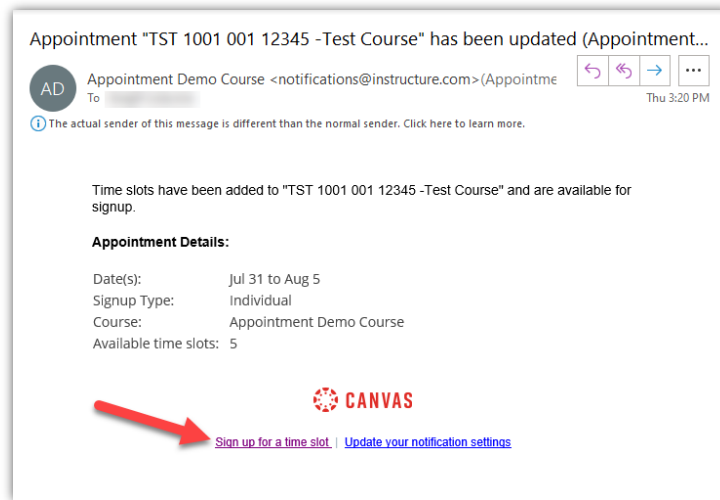 Appointment "TST 1001 001 12345 -Test Course" has been updated (Appointment...
AD
Appointment Demo Course <notifications@instructure.com>(Appointme
To
Thu 3:20 PM
The actual sender of this message is different than the normal sender. Click here to learn more.
Time slots have been added to "TST 1001 001 12345 -Test Course" and are available for
signup.
Appointment Details:
Date(s): Jul 31 to Aug 5
Signup Type: Individual
Course: Appointment Demo Course
Available time slots: 5
CANVAS
Sign up for a time slot | Update your notification settings